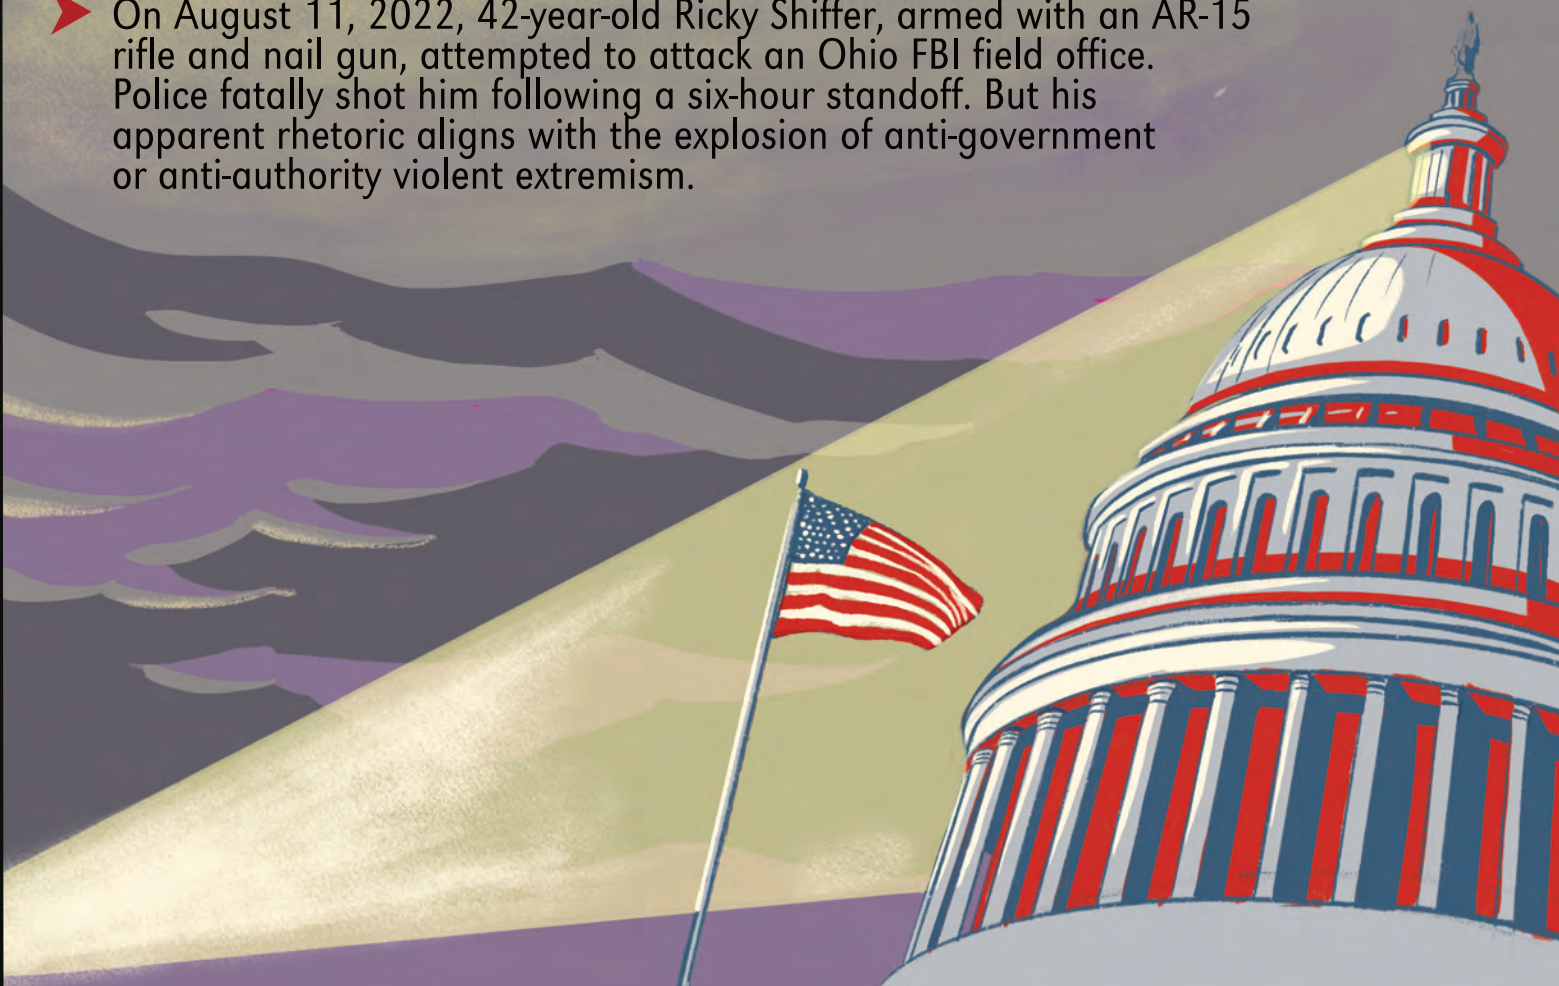 On August 11, 2022, 42-year-old Ricky Shiffer, armed with an AR-15
rifle and nail gun, attempted to attack an Ohio FBI field office.
Police fatally shot him following a six-hour standoff. But his
apparent rhetoric aligns with the explosion of anti-government
or anti-authority violent extremism.